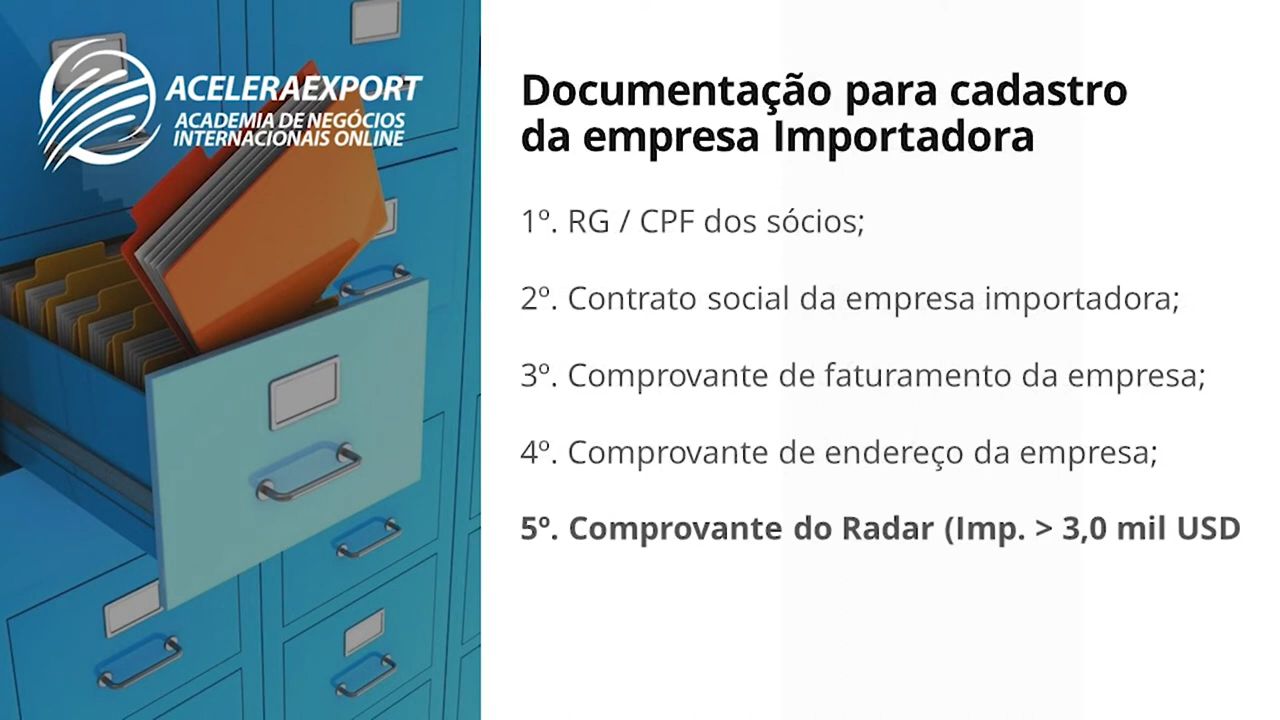 ACELERAEXPORT
ACADEMIA DE NEGÓCIOS
INTERNACIONAIS ONLINE
Documentação para cadastro
da empresa Importadora
1º. RG / CPF dos sócios;
2º. Contrato social da empresa importadora;
3º. Comprovante de faturamento da empresa;
4º. Comprovante de endereço da empresa;
5º. Comprovante do Radar (Imp. > 3,0 mil USD